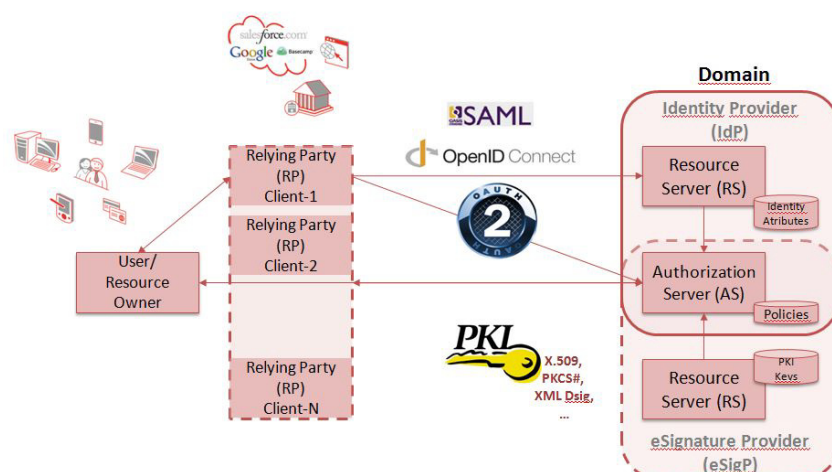 salesforce.com
Google
Basecamp
Domain
Identity Provider
(IdP)
SAML
OpenID Connect
OAUTH
2
OAUTH
Relying Party
(RP)
Client-1
Resource
Server (RS)
Identity
Atributes
Relying Party
(RP)
Client-2
User/
Resource
Owner
Authorization
Server (AS)
Policies
PKI
X.509,
PKCS#,
XML Dsig,
...
Relying Party
(RP)
Client-N
PKI
Keys
Resource
Server (RS)
eSignature Provider
(eSigP)